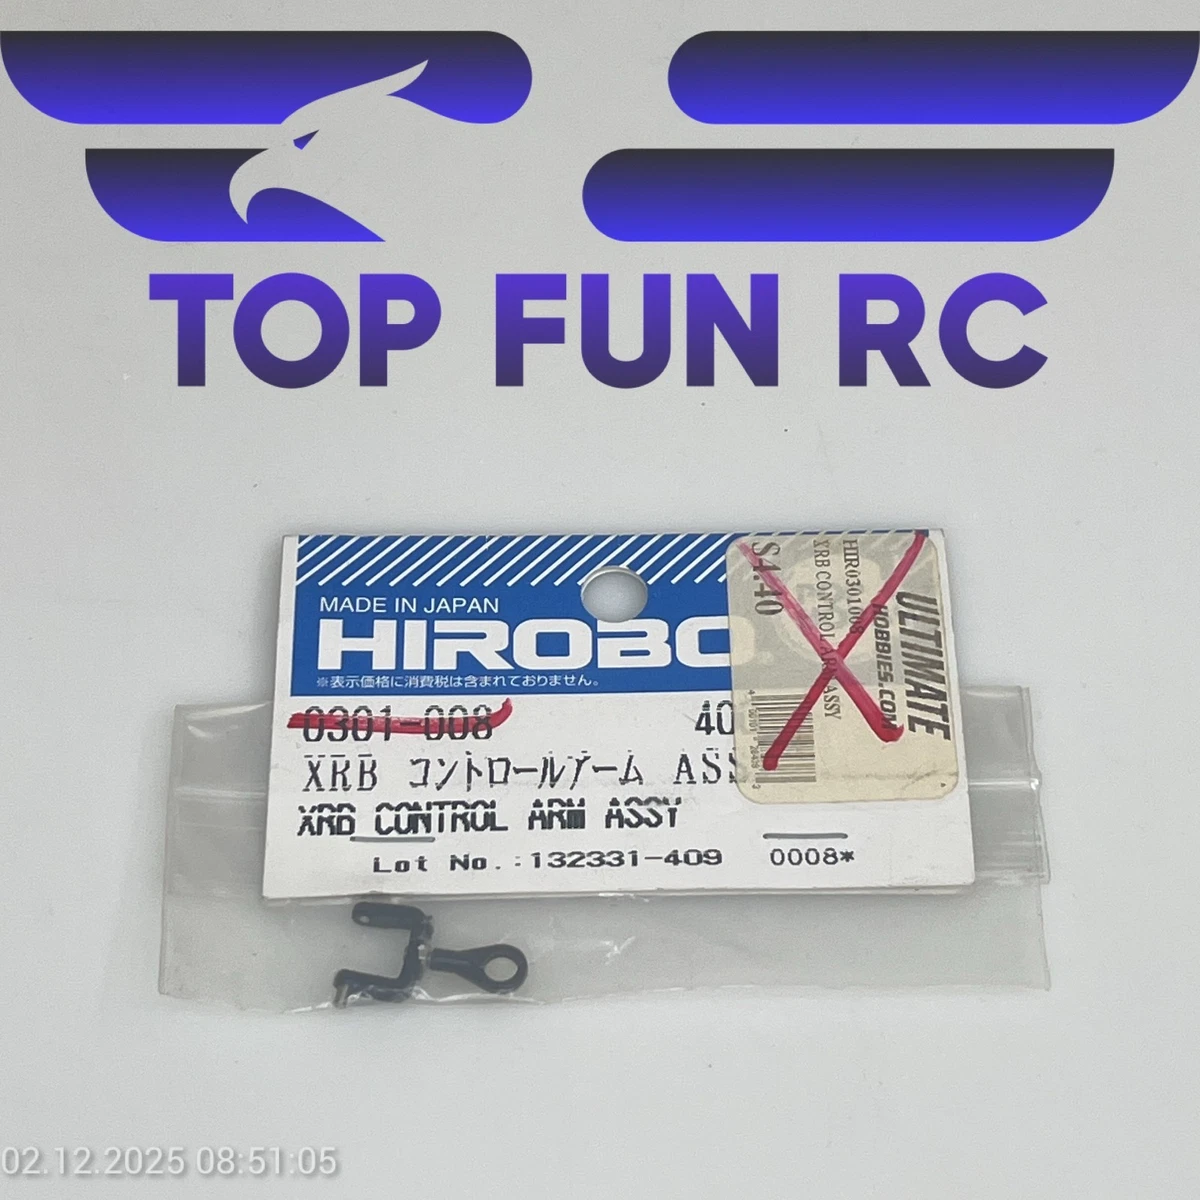 TOP FUN RC
MADE IN JAPAN
HIROBO
※表示価格に消費税は含まれておりません。
0301-008 40
XRB コントロールアーム ASS
XRB CONTROL ARM ASSY
Lot No.:132331-409 0008*
ULTIMATE
HOBBIES.COM
HIR0301008
XRB CONTROL ARM ASSY
$4.40
02.12.2025 08:51:05